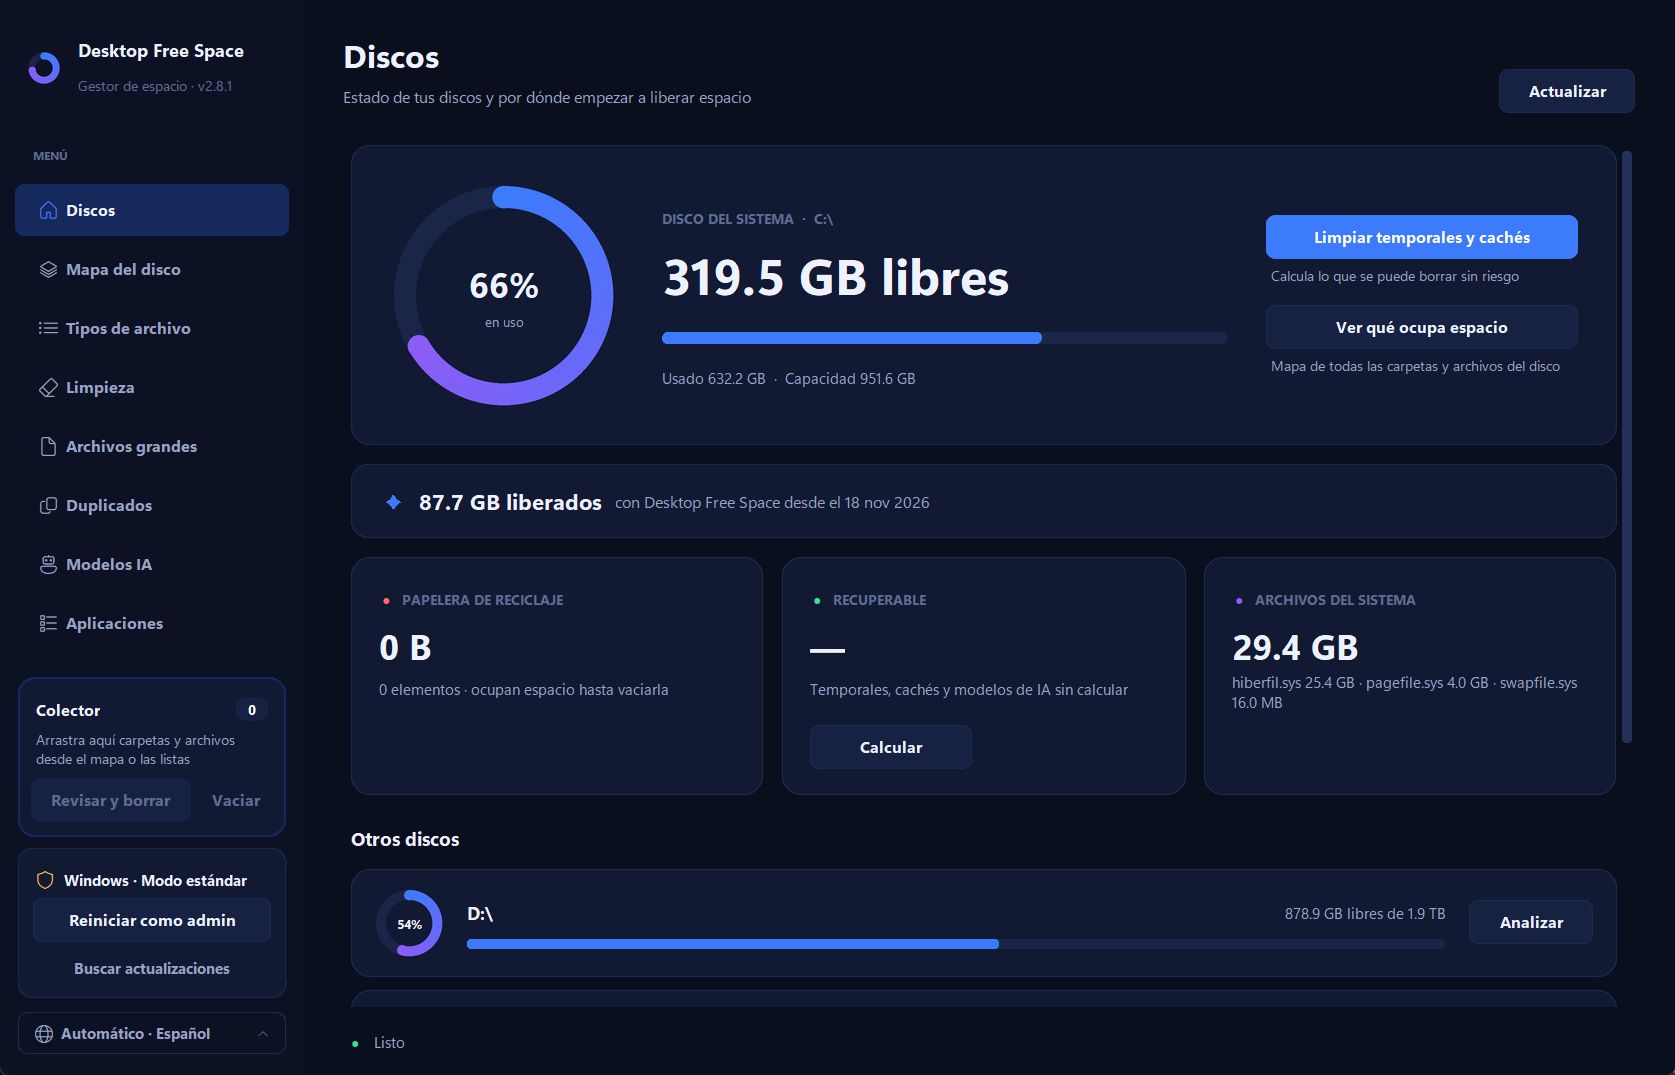 Desktop Free Space
Gestor de espacio · v2.8.1
MENÚ
Discos
Mapa del disco
Tipos de archivo
Limpieza
Archivos grandes
Duplicados
Modelos IA
Aplicaciones
Colector
0
Arrastra aquí carpetas y archivos
desde el mapa o las listas
Revisar y borrar
Vaciar
Windows · Modo estándar
Reiniciar como admin
Buscar actualizaciones
Automático · Español
Discos
Estado de tus discos y por dónde empezar a liberar espacio
Actualizar
66%
en uso
DISCO DEL SISTEMA · C:\
319.5 GB libres
Usado 632.2 GB · Capacidad 951.6 GB
Limpiar temporales y cachés
Calcula lo que se puede borrar sin riesgo
Ver qué ocupa espacio
Mapa de todas las carpetas y archivos del disco
87.7 GB liberados con Desktop Free Space desde el 18 nov 2026
PAPELERA DE RECICLAJE
0 B
0 elementos · ocupan espacio hasta vaciarla
RECUPERABLE
—
Temporales, cachés y modelos de IA sin calcular
Calcular
ARCHIVOS DEL SISTEMA
29.4 GB
hiberfil.sys 25.4 GB · pagefile.sys 4.0 GB · swapfile.sys
16.0 MB
Otros discos
54%
D:\
878.9 GB libres de 1.9 TB
Analizar
Listo